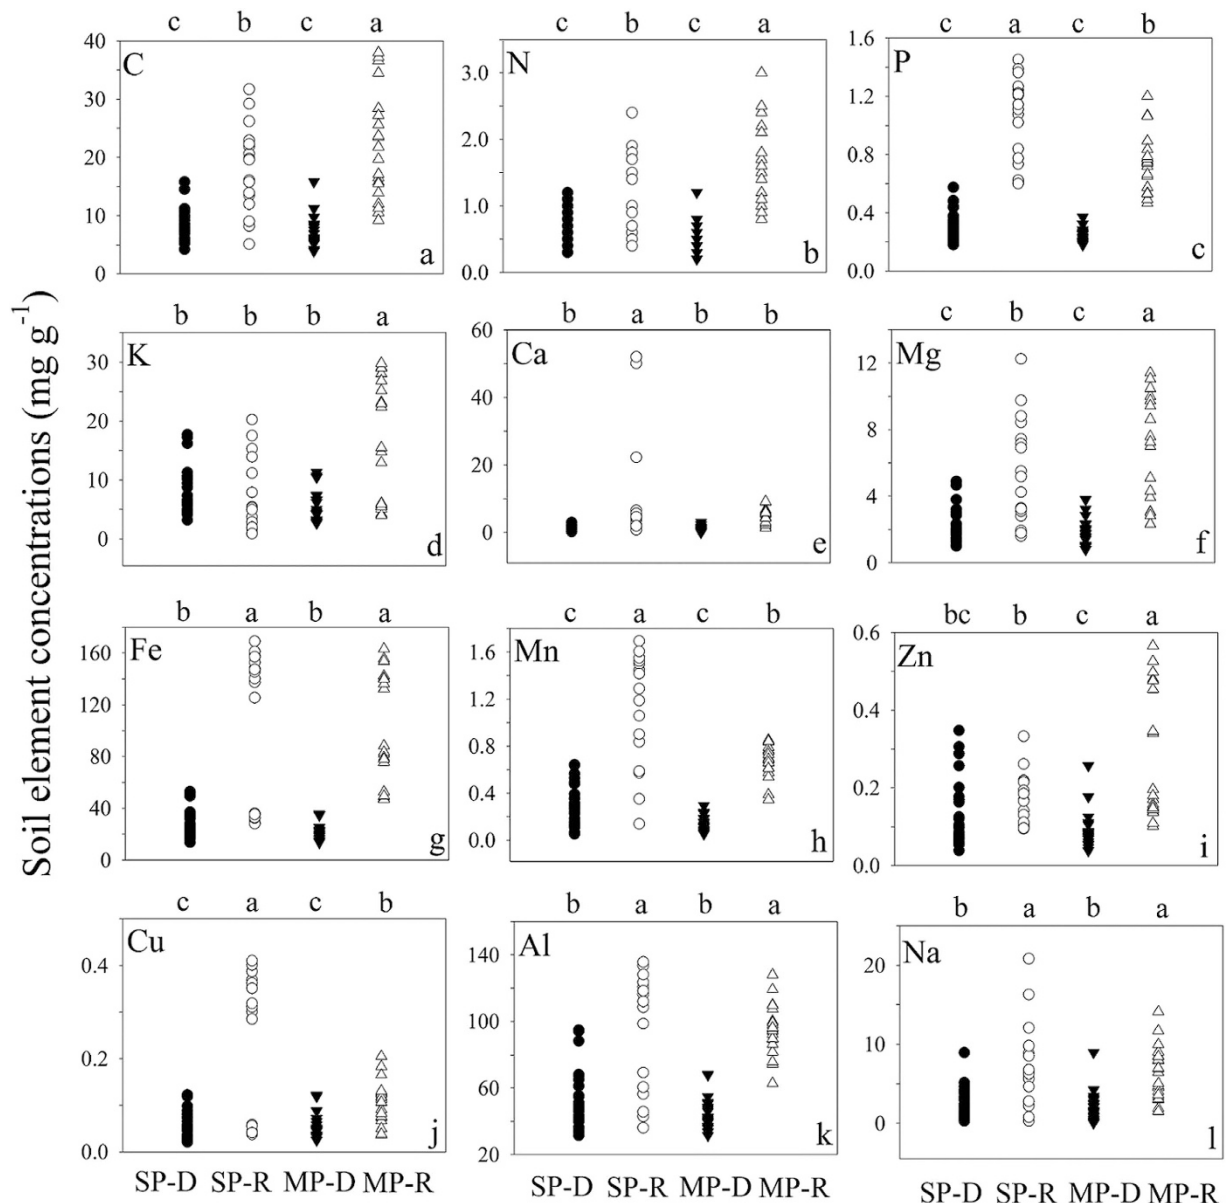 Soil element concentrations (mg g⁻¹)
c b c a
C
40
30
20
10
0
a
c b c a
N
3.0
2.0
1.0
0.0
b
c a c b
P
1.6
1.2
0.8
0.4
0.0
c
b b b a
K
30
20
10
0
d
b a b b
Ca
60
40
20
0
e
c b c a
Mg
12
8
4
0
f
b a b a
Fe
160
120
80
40
0
g
c a c b
Mn
1.6
1.2
0.8
0.4
0.0
h
bc b c a
Zn
0.6
0.4
0.2
0.0
i
c a c b
Cu
0.4
0.2
0.0
j
b a b a
Al
140
100
60
20
k
b a b a
Na
20
10
0
l
SP-D SP-R MP-D MP-R
SP-D SP-R MP-D MP-R
SP-D SP-R MP-D MP-R